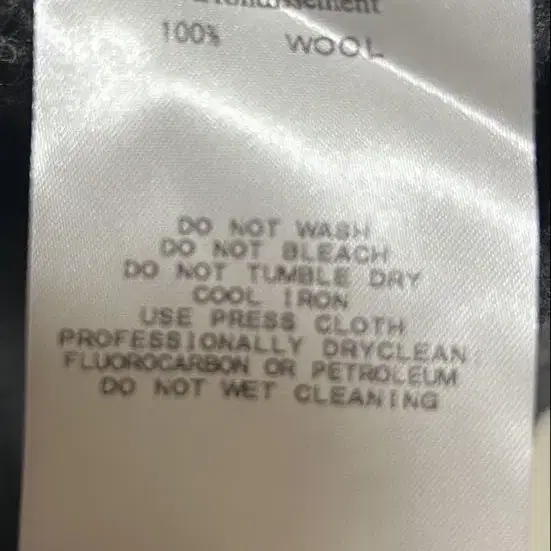 100% WOOL
DO NOT WASH
DO NOT BLEACH
DO NOT TUMBLE DRY
COOL IRON
USE PRESS CLOTH
PROFESSIONALLY DRYCLEAN
FLUOROCARBON OR PETROLEUM
DO NOT WET CLEANING